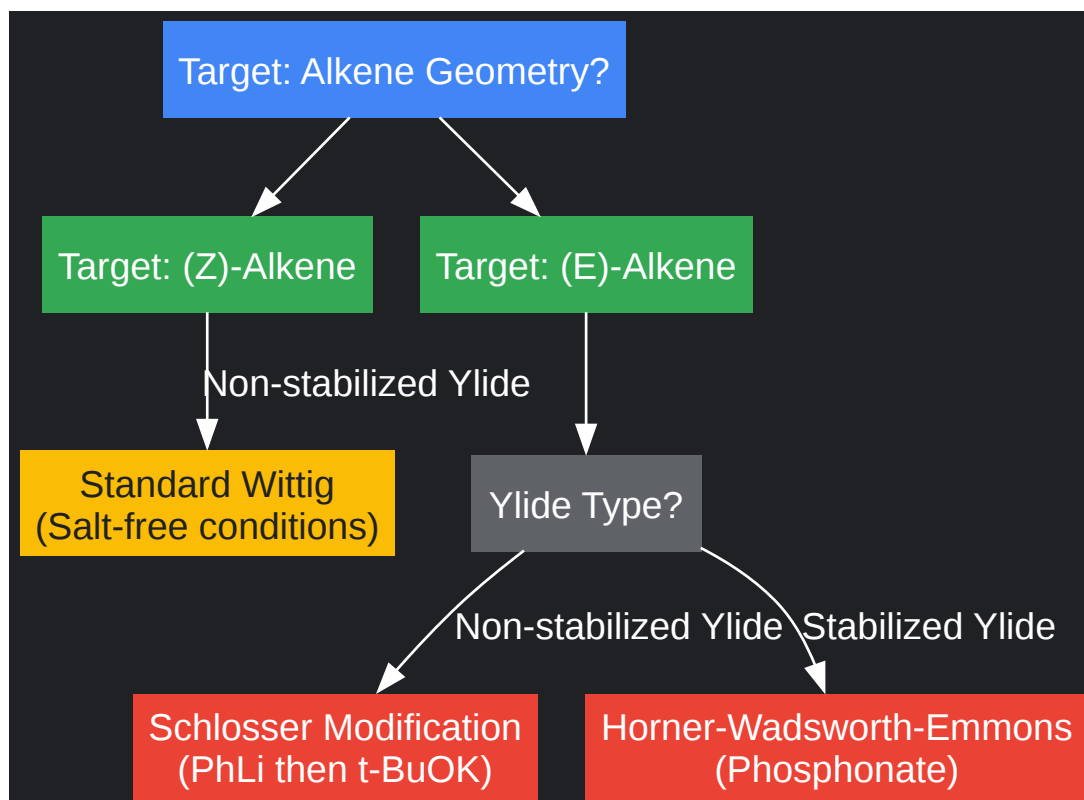 Target: Alkene Geometry?
Target: (Z)-Alkene
Target: (E)-Alkene
Non-stabilized Ylide
Standard Wittig
(Salt-free conditions)
Ylide Type?
Non-stabilized Ylide
Stabilized Ylide
Schlosser Modification
(PhLi then t-BuOK)
Horner-Wadsworth-Emmons
(Phosphonate)